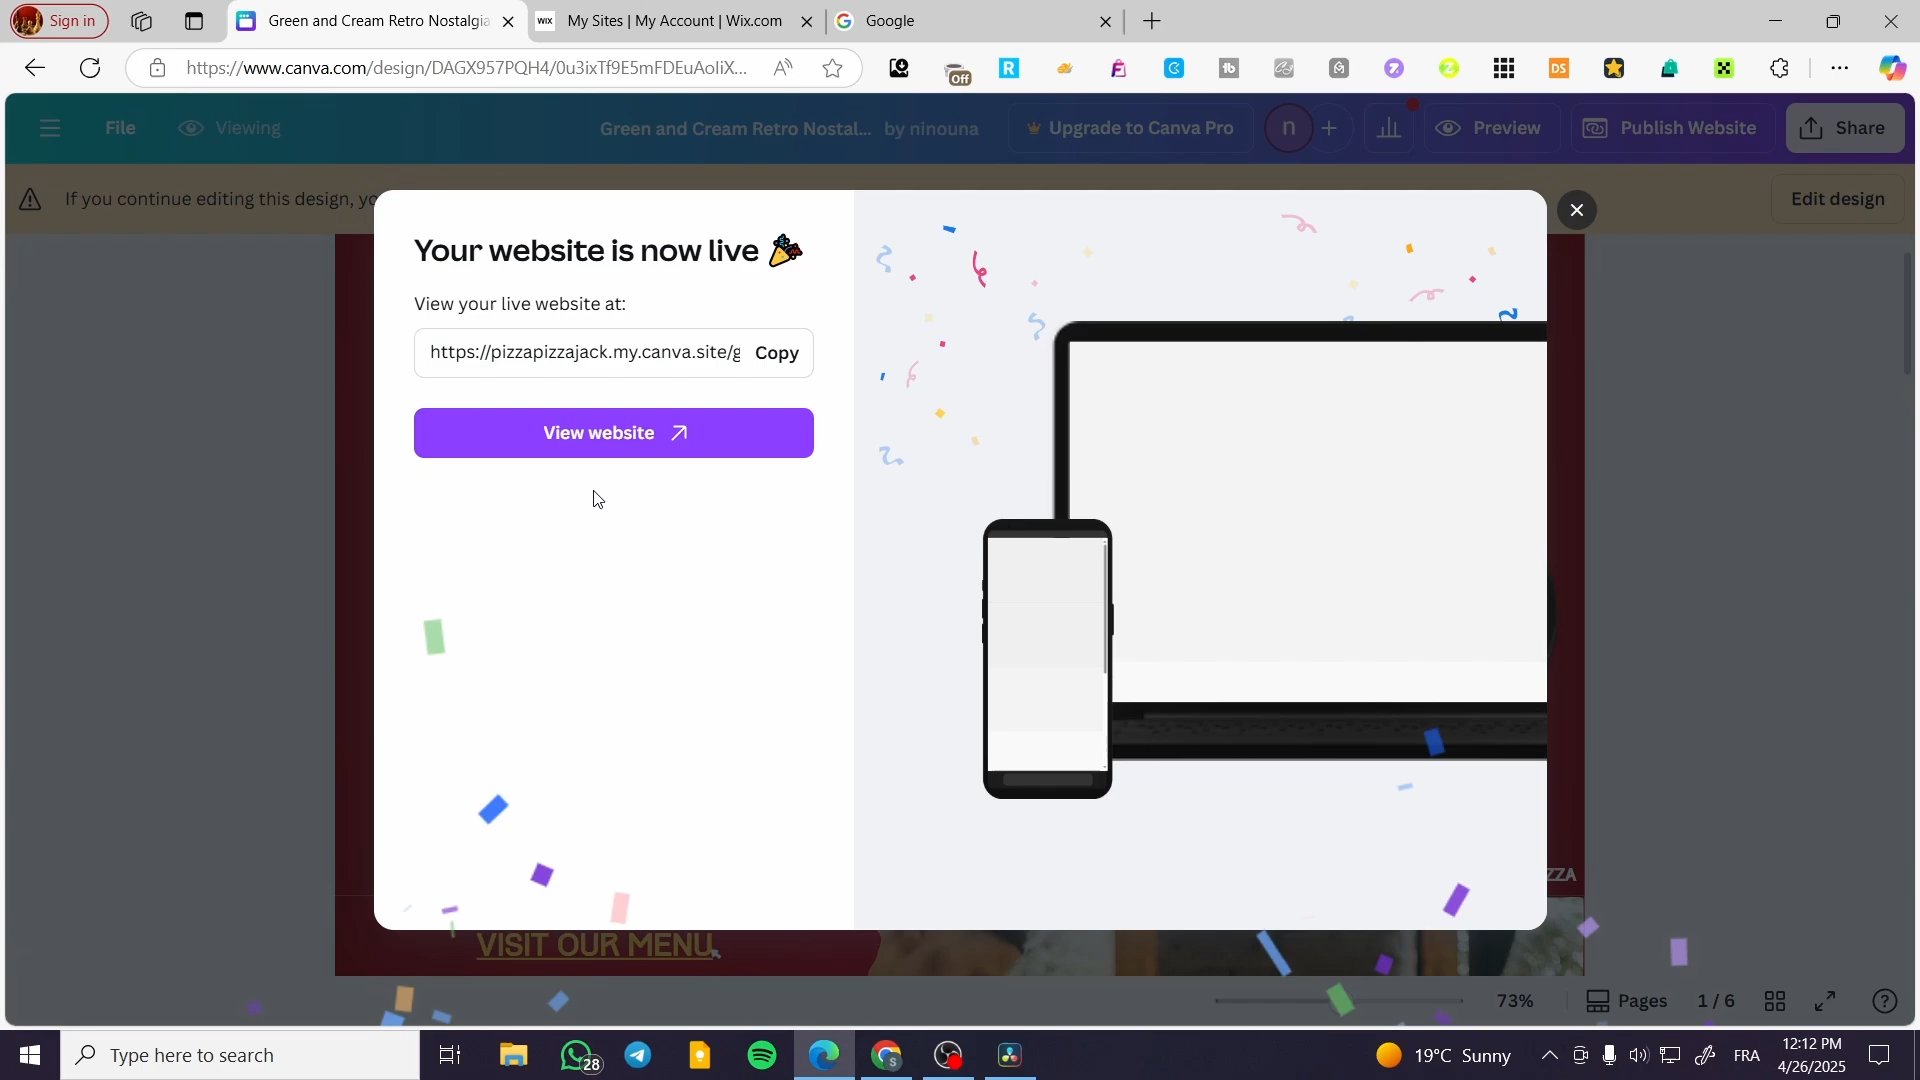 Sign in
Green and Cream Retro Nostalgia
WIX
My Sites | My Account | Wix.com
Google
https://www.canva.com/design/DAGX957PQH4/0u3ixTf9E5mFDEuAoliX...
Off
File
Viewing
Green and Cream Retro Nostal... by ninouna
Upgrade to Canva Pro
n
Preview
Publish Website
Share
If you continue editing this design, yo
Edit design
Your website is now live
View your live website at:
https://pizzapizzajack.my.canva.site/g
Copy
View website
ZZA
VISIT OUR MENU
73%
Pages
1 / 6
Type here to search
28
19°C Sunny
FRA
12:12 PM
4/26/2025